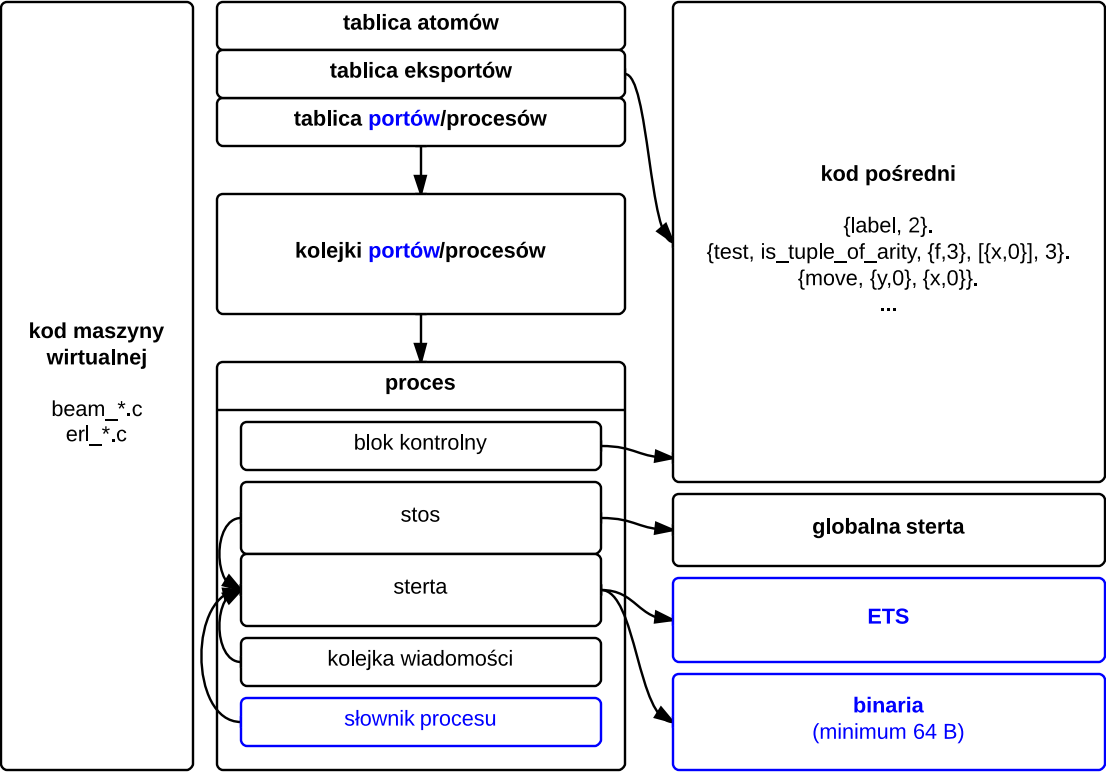 kod maszyny
wirtualnej
beam_*.c
erl_*.c
tablica atomów
tablica eksportów
tablica portów/procesów
kolejki portów/procesów
proces
blok kontrolny
stos
sterta
kolejka wiadomości
słownik procesu
kod pośredni
{label, 2}.
{test, is_tuple_of_arity, {f,3}, [{x,0}], 3}.
{move, {y,0}, {x,0}}.
...
globalna sterta
ETS
binaria
(minimum 64 B)